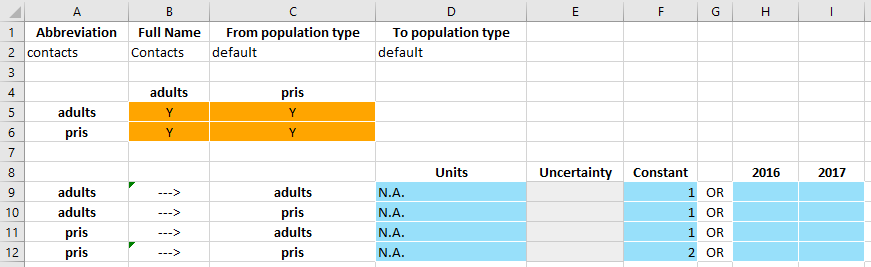 A B C D E F G H I
1 Abbreviation Full Name From population type To population type
2 contacts Contacts default default
3
4 adults pris
5 adults Y Y
6 pris Y Y
7
8 Units Uncertainty Constant 2016 2017
9 adults ---> adults N.A. 1 OR
10 adults ---> pris N.A. 1 OR
11 pris ---> adults N.A. 1 OR
12 pris ---> pris N.A. 2 OR